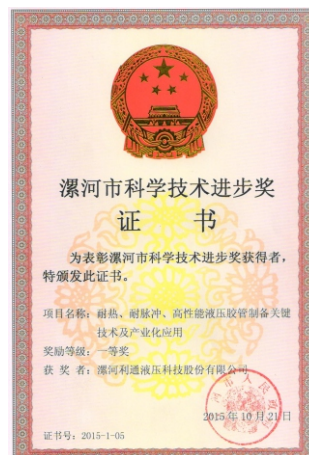 漯河市科学技术进步奖
证 书
为表彰漯河市科学技术进步奖获得者，
特颁发此证书。
项目名称：耐热、耐脉冲、高性能液压胶管制备关键
技术及产业化应用
奖励等级：一等奖
获 奖 者：漯河利通液压科技股份有限公司
2015年10月21日
证书号：2015-1-05